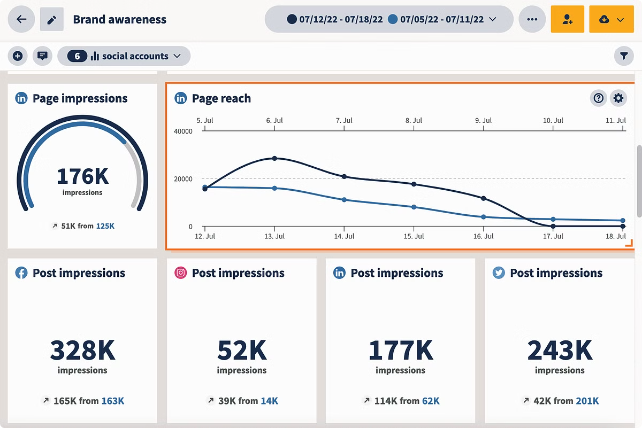 Brand awareness
07/12/22 - 07/18/22 07/05/22 - 07/11/22
6 social accounts
Page impressions
176K
impressions
↗ 51K from 125K
Page reach
5. Jul 6. Jul 7. Jul 8. Jul 9. Jul 10. Jul 11. Jul
40000
20000
0
12. Jul 13. Jul 14. Jul 15. Jul 16. Jul 17. Jul 18. Jul
Post impressions
328K
impressions
↗ 165K from 163K
Post impressions
52K
impressions
↗ 39K from 14K
Post impressions
177K
impressions
↗ 114K from 62K
Post impressions
243K
impressions
↗ 42K from 201K